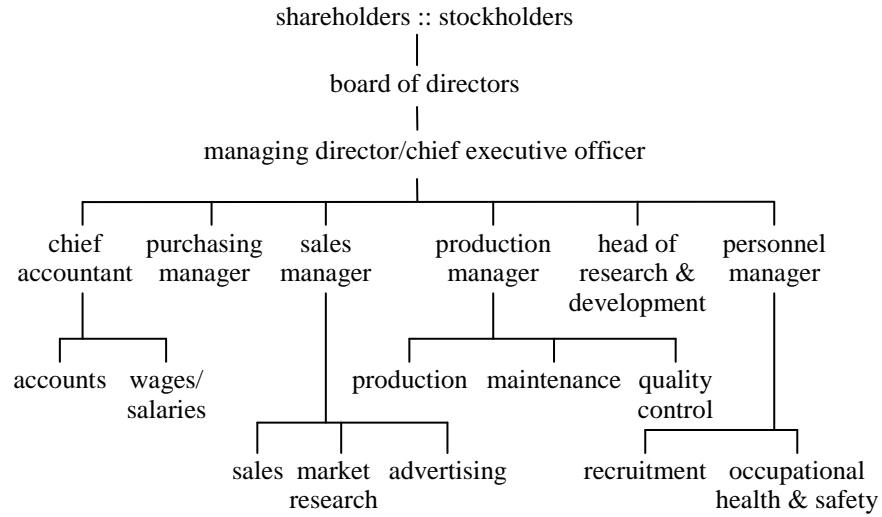 shareholders :: stockholders
board of directors
managing director/chief executive officer
chief
accountant
purchasing
manager
sales
manager
production
manager
head of
research &
development
personnel
manager
accounts
wages/
salaries
production
maintenance
quality
control
sales
market
research
advertising
recruitment
occupational
health & safety